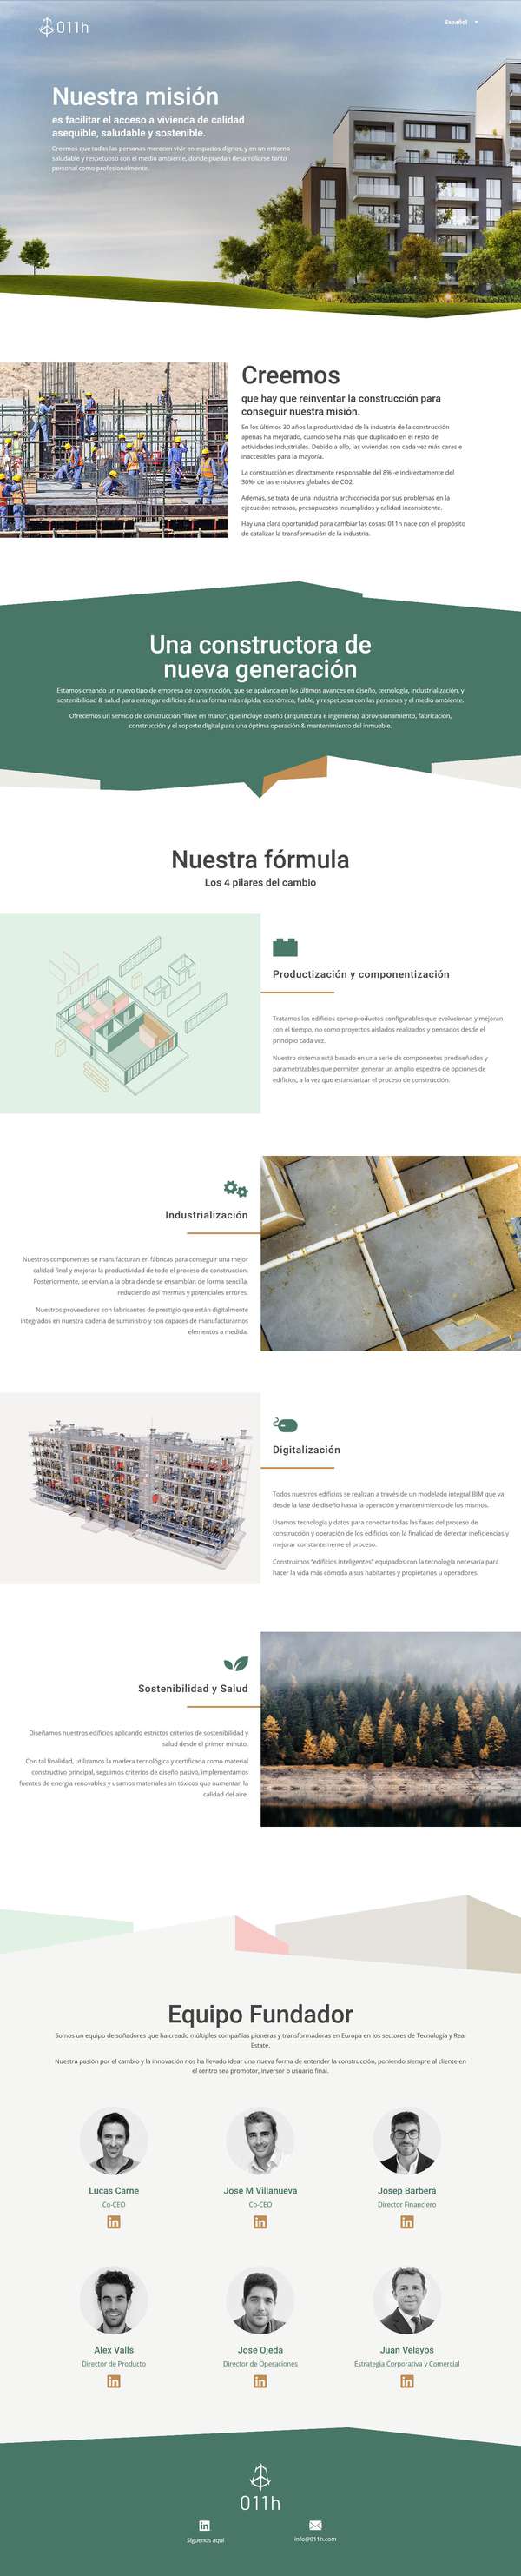 011h
Español
Nuestra misión
es facilitar el acceso a vivienda de calidad
asequible, saludable y sostenible.
Creemos que todas las personas merecen vivir en espacios dignos, y en un entorno
saludable y respetuoso con el medio ambiente, donde puedan desarrollarse tanto
personal como profesionalmente.
Creemos
que hay que reinventar la construcción para
conseguir nuestra misión.
En los últimos 30 años la productividad de la industria de la construcción
apenas ha mejorado, cuando se ha más que duplicado en el resto de
actividades industriales. Debido a ello, las viviendas son cada vez más caras e
inaccesibles para la mayoría.
La construcción es directamente responsable del 8% -e indirectamente del
30%- de las emisiones globales de CO2.
Además, se trata de una industria archiconocida por sus problemas en la
ejecución: retrasos, presupuestos incumplidos y calidad inconsistente.
Hay una clara oportunidad para cambiar las cosas: 011h nace con el propósito
de catalizar la transformación de la industria.
Una constructora de
nueva generación
Estamos creando un nuevo tipo de empresa de construcción, que se apalanca en los últimos avances en diseño, tecnología, industrialización, y
sostenibilidad & salud para entregar edificios de una forma más rápida, económica, fiable, y respetuosa con las personas y el medio ambiente.
Ofrecemos un servicio de construcción "llave en mano", que incluye diseño (arquitectura e ingeniería), aprovisionamiento, fabricación,
construcción y el soporte digital para una óptima operación & mantenimiento del inmueble.
Nuestra fórmula
Los 4 pilares del cambio
Productización y componentización
Tratamos los edificios como productos configurables que evolucionan y mejoran
con el tiempo, no como proyectos aislados realizados y pensados desde el
principio cada vez.
Nuestro sistema está basado en una serie de componentes prediseñados y
parametrizables que permiten generar un amplio espectro de opciones de
edificios, a la vez que estandarizar el proceso de construcción.
Industrialización
Nuestros componentes se manufacturan en fábricas para conseguir una mejor
calidad final y mejorar la productividad de todo el proceso de construcción.
Posteriormente, se envían a la obra donde se ensamblan de forma sencilla,
reduciendo así mermas y potenciales errores.
Nuestros proveedores son fabricantes de prestigio que están digitalmente
integrados en nuestra cadena de suministro y son capaces de manufacturarnos
elementos a medida.
Digitalización
Todos nuestros edificios se realizan a través de un modelado integral BIM que va
desde la fase de diseño hasta la operación y mantenimiento de los mismos.
Usamos tecnología y datos para conectar todas las fases del proceso de
construcción y operación de los edificios con la finalidad de detectar ineficiencias y
mejorar constantemente el proceso.
Construimos "edificios inteligentes" equipados con la tecnología necesaria para
hacer la vida más cómoda a sus habitantes y propietarios u operadores.
Sostenibilidad y Salud
Diseñamos nuestros edificios aplicando estrictos criterios de sostenibilidad y
salud desde el primer minuto.
Con tal finalidad, utilizamos la madera tecnológica y certificada como material
constructivo principal, seguimos criterios de diseño pasivo, implementamos
fuentes de energía renovables y usamos materiales sin tóxicos que aumentan la
calidad del aire.
Equipo Fundador
Somos un equipo de soñadores que ha creado múltiples compañías pioneras y transformadoras en Europa en los sectores de Tecnología y Real
Estate.
Nuestra pasión por el cambio y la innovación nos ha llevado idear una nueva forma de entender la construcción, poniendo siempre al cliente en
el centro sea promotor, inversor o usuario final.
Lucas Carne
Co-CEO
in
Jose M Villanueva
Co-CEO
in
Josep Barberá
Director Financiero
in
Alex Valls
Director de Producto
in
Jose Ojeda
Director de Operaciones
in
Juan Velayos
Estrategia Corporativa y Comercial
in
011h
in
Síguenos aquí
info@011h.com